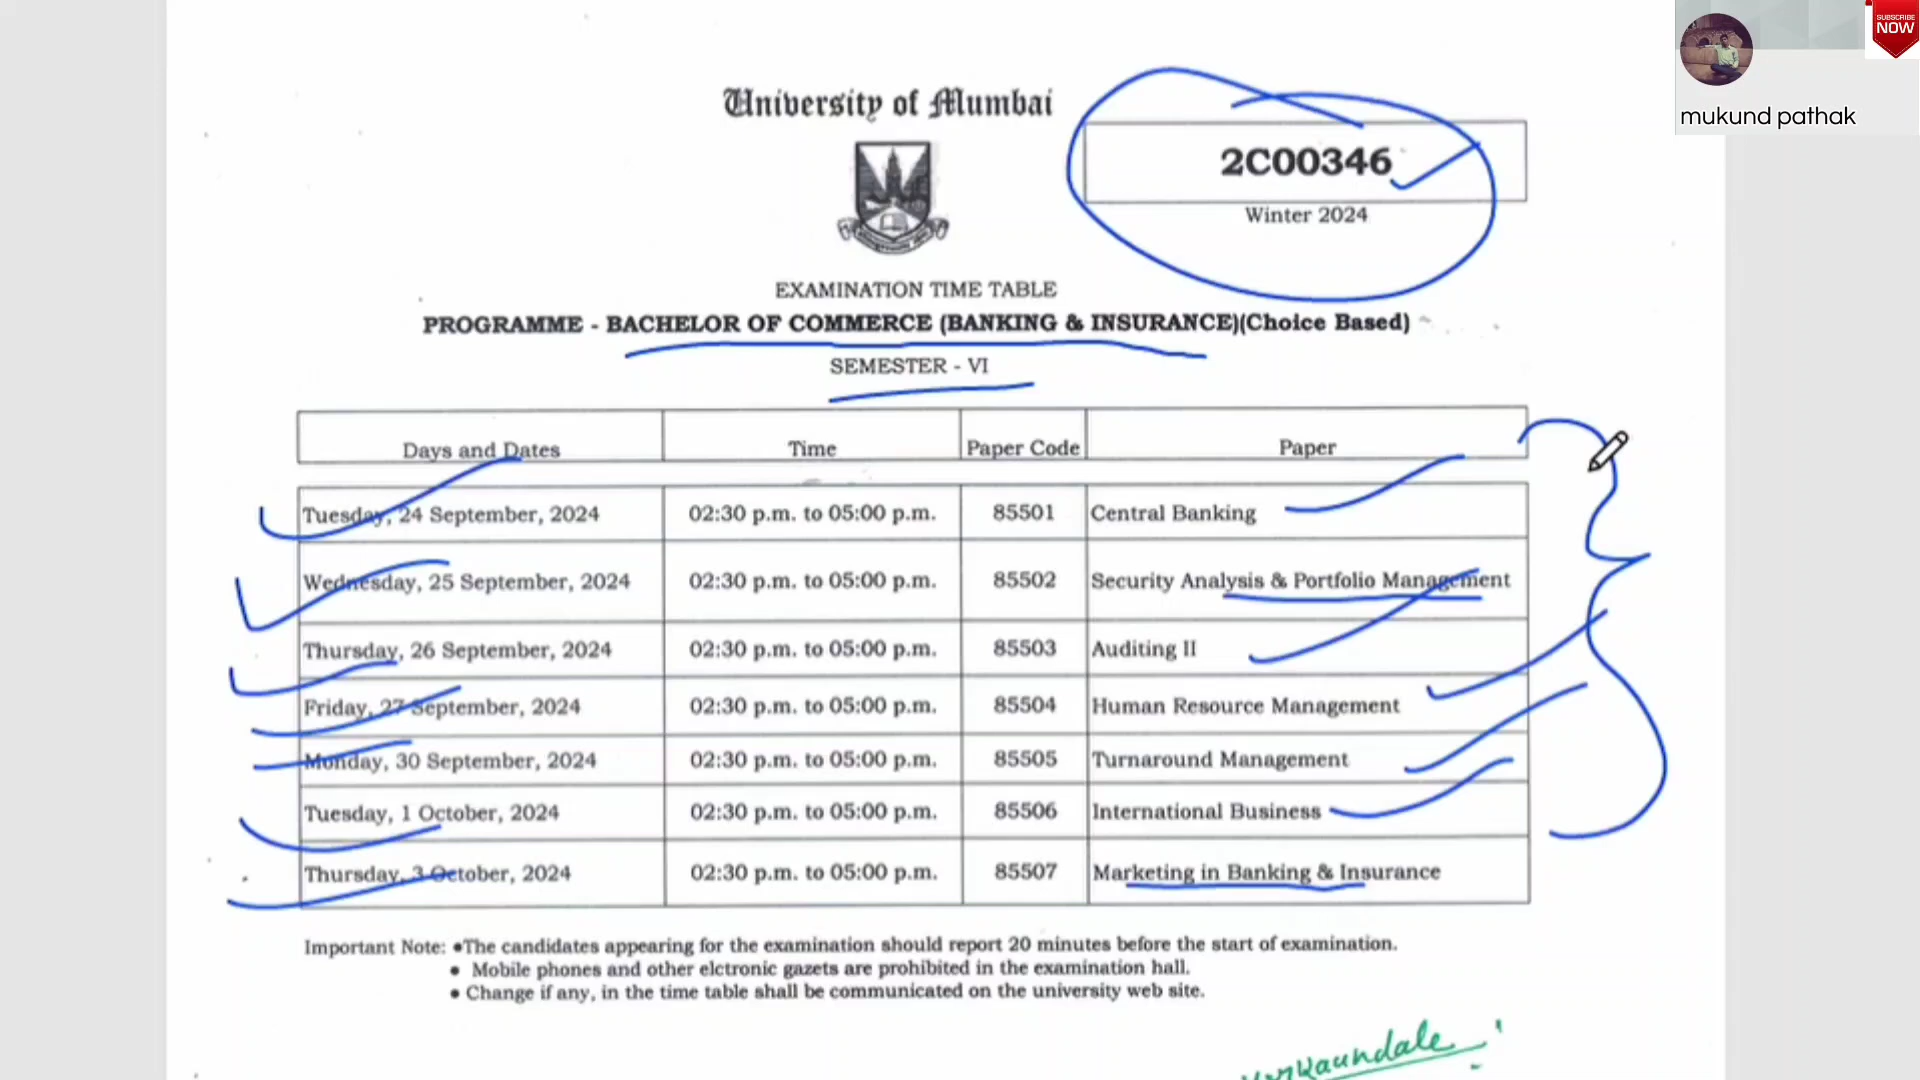 SUBSCRIBE
NOW
mukund pathak
University of Mumbai
2C00346
Winter 2024
EXAMINATION TIME TABLE
PROGRAMME - BACHELOR OF COMMERCE (BANKING & INSURANCE)(Choice Based)
SEMESTER - VI
Days and Dates Time Paper Code Paper
Tuesday, 24 September, 2024 02:30 p.m. to 05:00 p.m. 85501 Central Banking
Wednesday, 25 September, 2024 02:30 p.m. to 05:00 p.m. 85502 Security Analysis & Portfolio Management
Thursday, 26 September, 2024 02:30 p.m. to 05:00 p.m. 85503 Auditing II
Friday, 27 September, 2024 02:30 p.m. to 05:00 p.m. 85504 Human Resource Management
Monday, 30 September, 2024 02:30 p.m. to 05:00 p.m. 85505 Turnaround Management
Tuesday, 1 October, 2024 02:30 p.m. to 05:00 p.m. 85506 International Business
Thursday, 3 October, 2024 02:30 p.m. to 05:00 p.m. 85507 Marketing in Banking & Insurance
Important Note: •The candidates appearing for the examination should report 20 minutes before the start of examination.
• Mobile phones and other elctronic gazets are prohibited in the examination hall.
• Change if any, in the time table shall be communicated on the university web site.